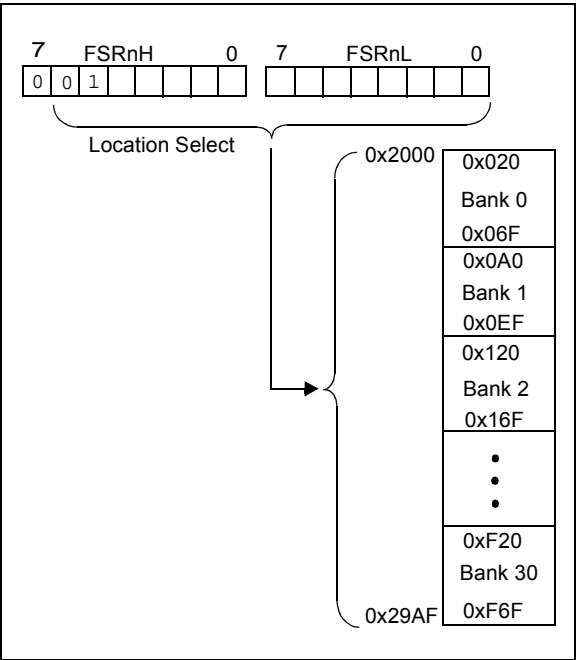 7 FSRnH 0 7 FSRnL 0
0 0 1
Location Select
0x2000
0x020
Bank 0
0x06F
0x0A0
Bank 1
0x0EF
0x120
Bank 2
0x16F
0xF20
Bank 30
0x29AF 0xF6F